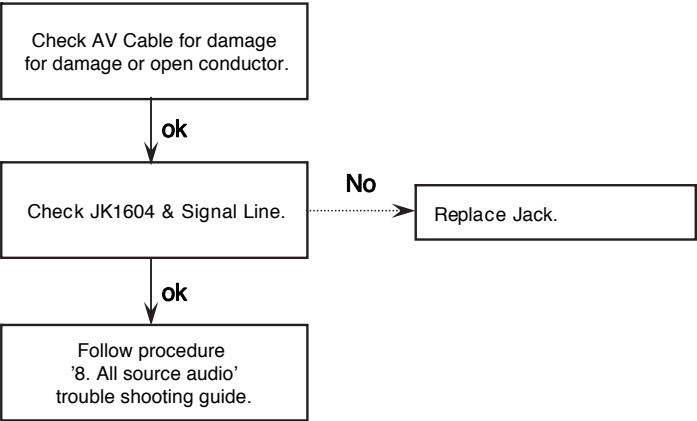 Check AV Cable for damage
for damage or open conductor.
ok
Check JK1604 & Signal Line.
No
Replace Jack.
ok
Follow procedure
’8. All source audio’
trouble shooting guide.